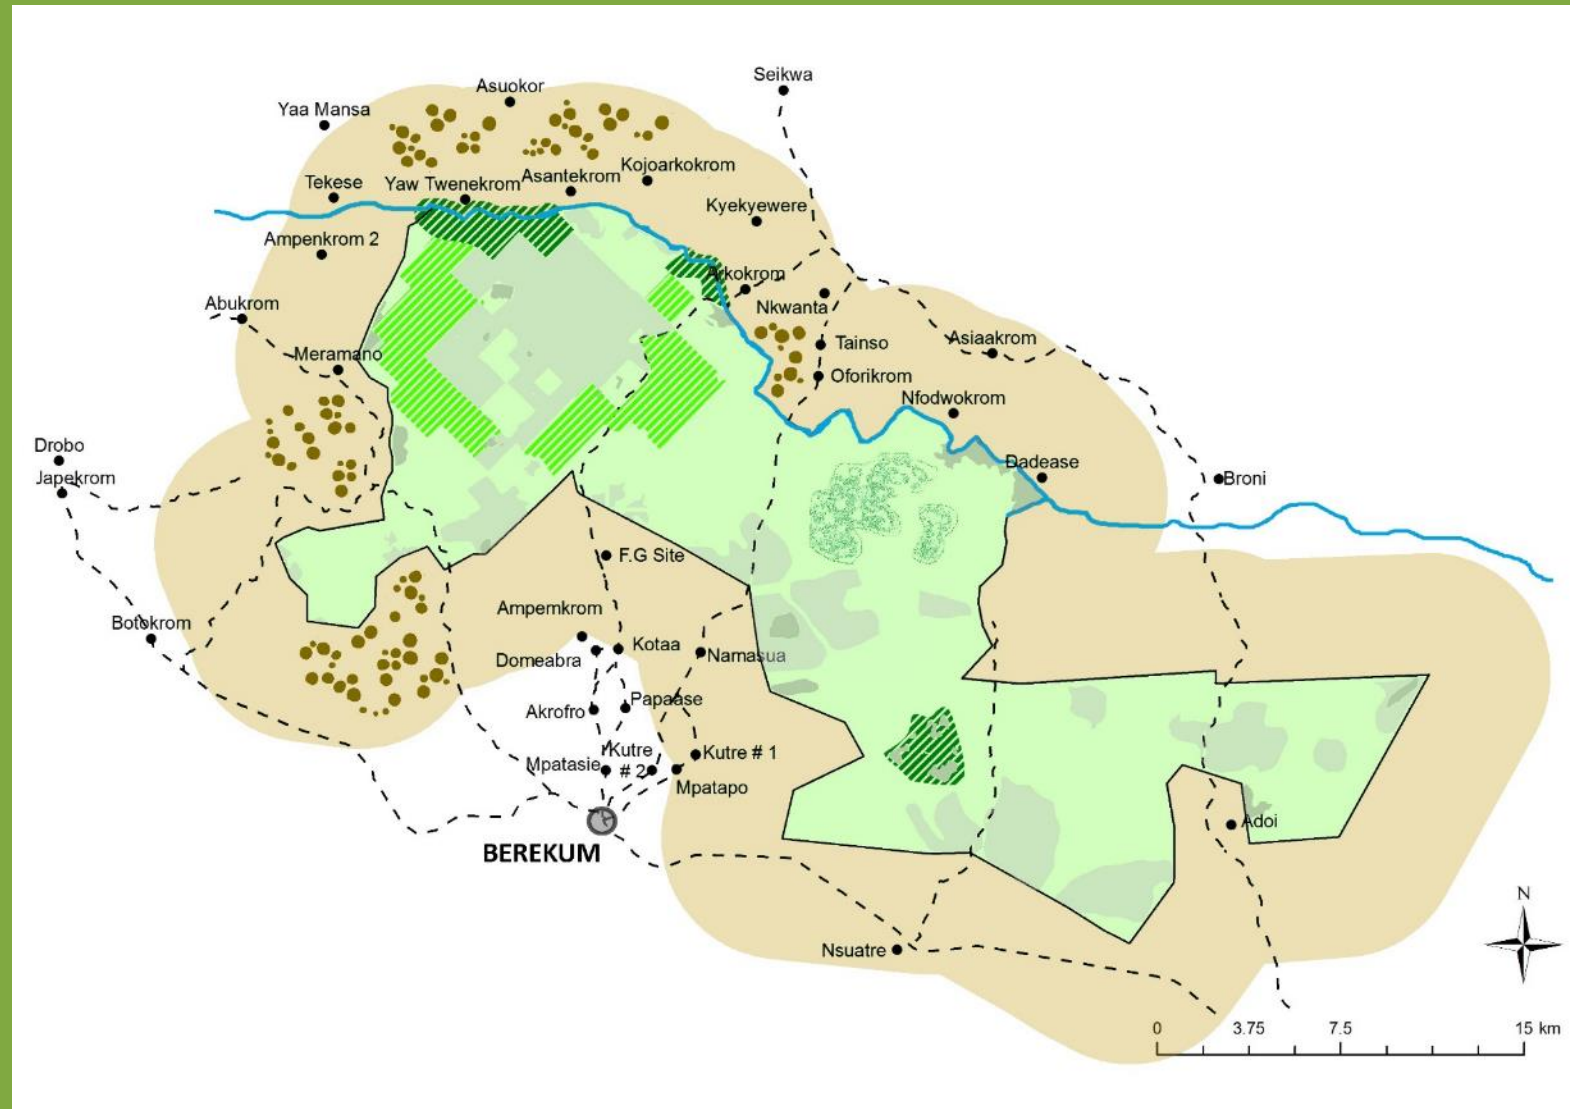 Seikwa
Asuokor
Yaa Mansa
Kojoarkokrom
Asantekrom
Tekese
Yaw Twenekrom
Kyekyewere
Ampenkrom 2
Arkokrom
Abukrom
Nkwanta
Tainso
Asiaakrom
Meramano
Oforikrom
Nfodwokrom
Drobo
Dadease
Japekrom
Broni
F.G Site
Ampemkrom
Botokrom
Kotaa
Domeabra
Namasua
Papaase
Akrofro
Kutre
# 2
Kutre # 1
Mpatasie
Mpatapo
Adoi
BEREKUM
N
Nsuatre
0 3.75 7.5 15 km